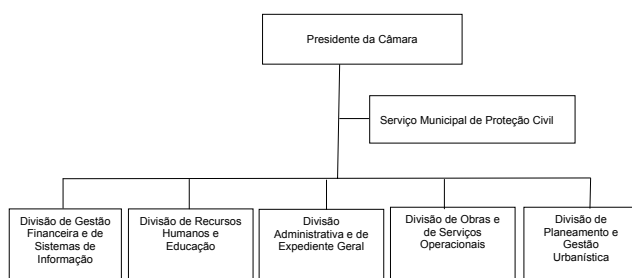 Presidente da Câmara
Serviço Municipal de Proteção Civil
Divisão de Gestão
Financeira e de
Sistemas de
Informação
Divisão de Recursos
Humanos e
Educação
Divisão
Administrativa e de
Expediente Geral
Divisão de Obras e
de Serviços
Operacionais
Divisão de
Planeamento e
Gestão
Urbanística